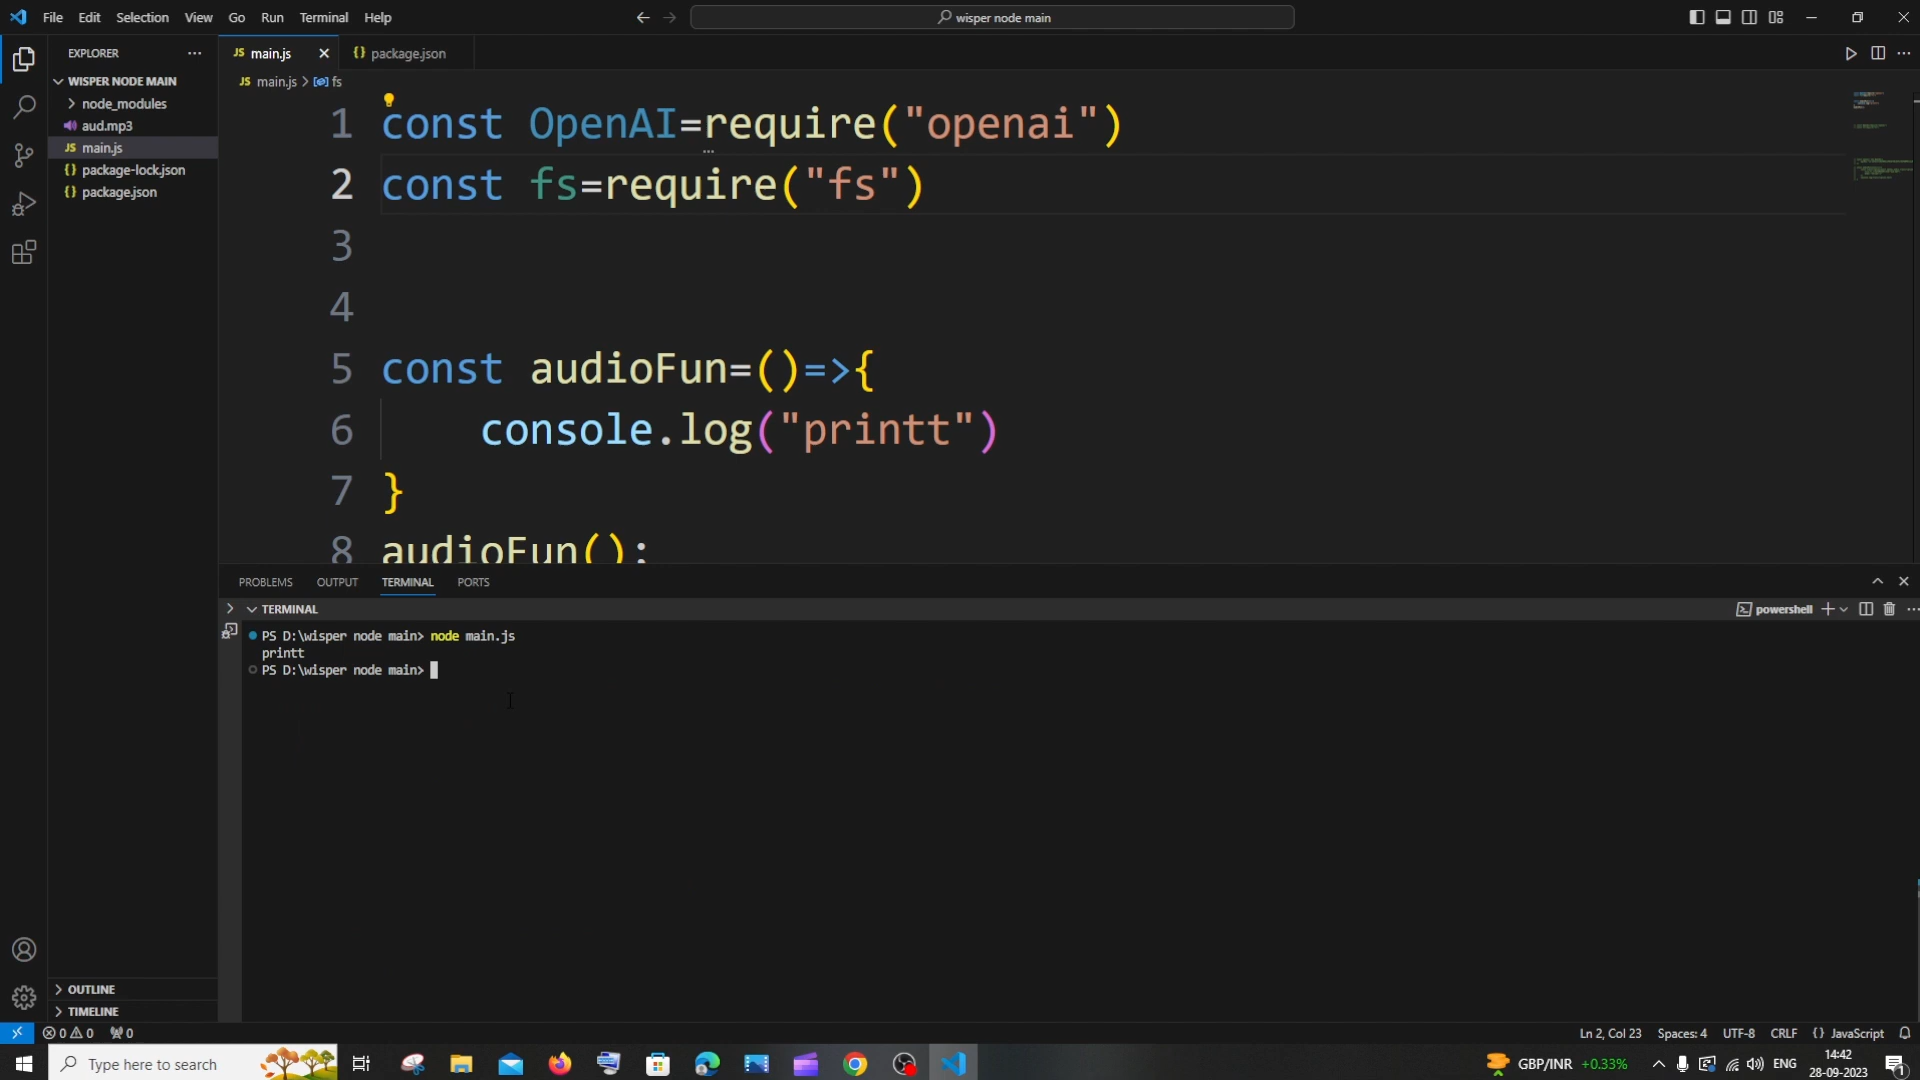 File Edit Selection View Go Run Terminal Help
wisper node main
EXPLORER
WISPER NODE MAIN
node_modules
aud.mp3
JS main.js
{} package-lock.json
{} package.json
OUTLINE
TIMELINE
JS main.js
{} package.json
JS main.js > fs
1 const OpenAI=require("openai")
2 const fs=require("fs")
3
4
5 const audioFun=()=>{
6 console.log("printt")
7 }
8 audioFun();
PROBLEMS OUTPUT TERMINAL PORTS
TERMINAL
powershell
PS D:\wisper node main> node main.js
printt
PS D:\wisper node main>
0 0 0
Ln 2, Col 23 Spaces: 4 UTF-8 CRLF {} JavaScript
Type here to search
GBP/INR +0.33%
ENG
14:42
28-09-2023
1